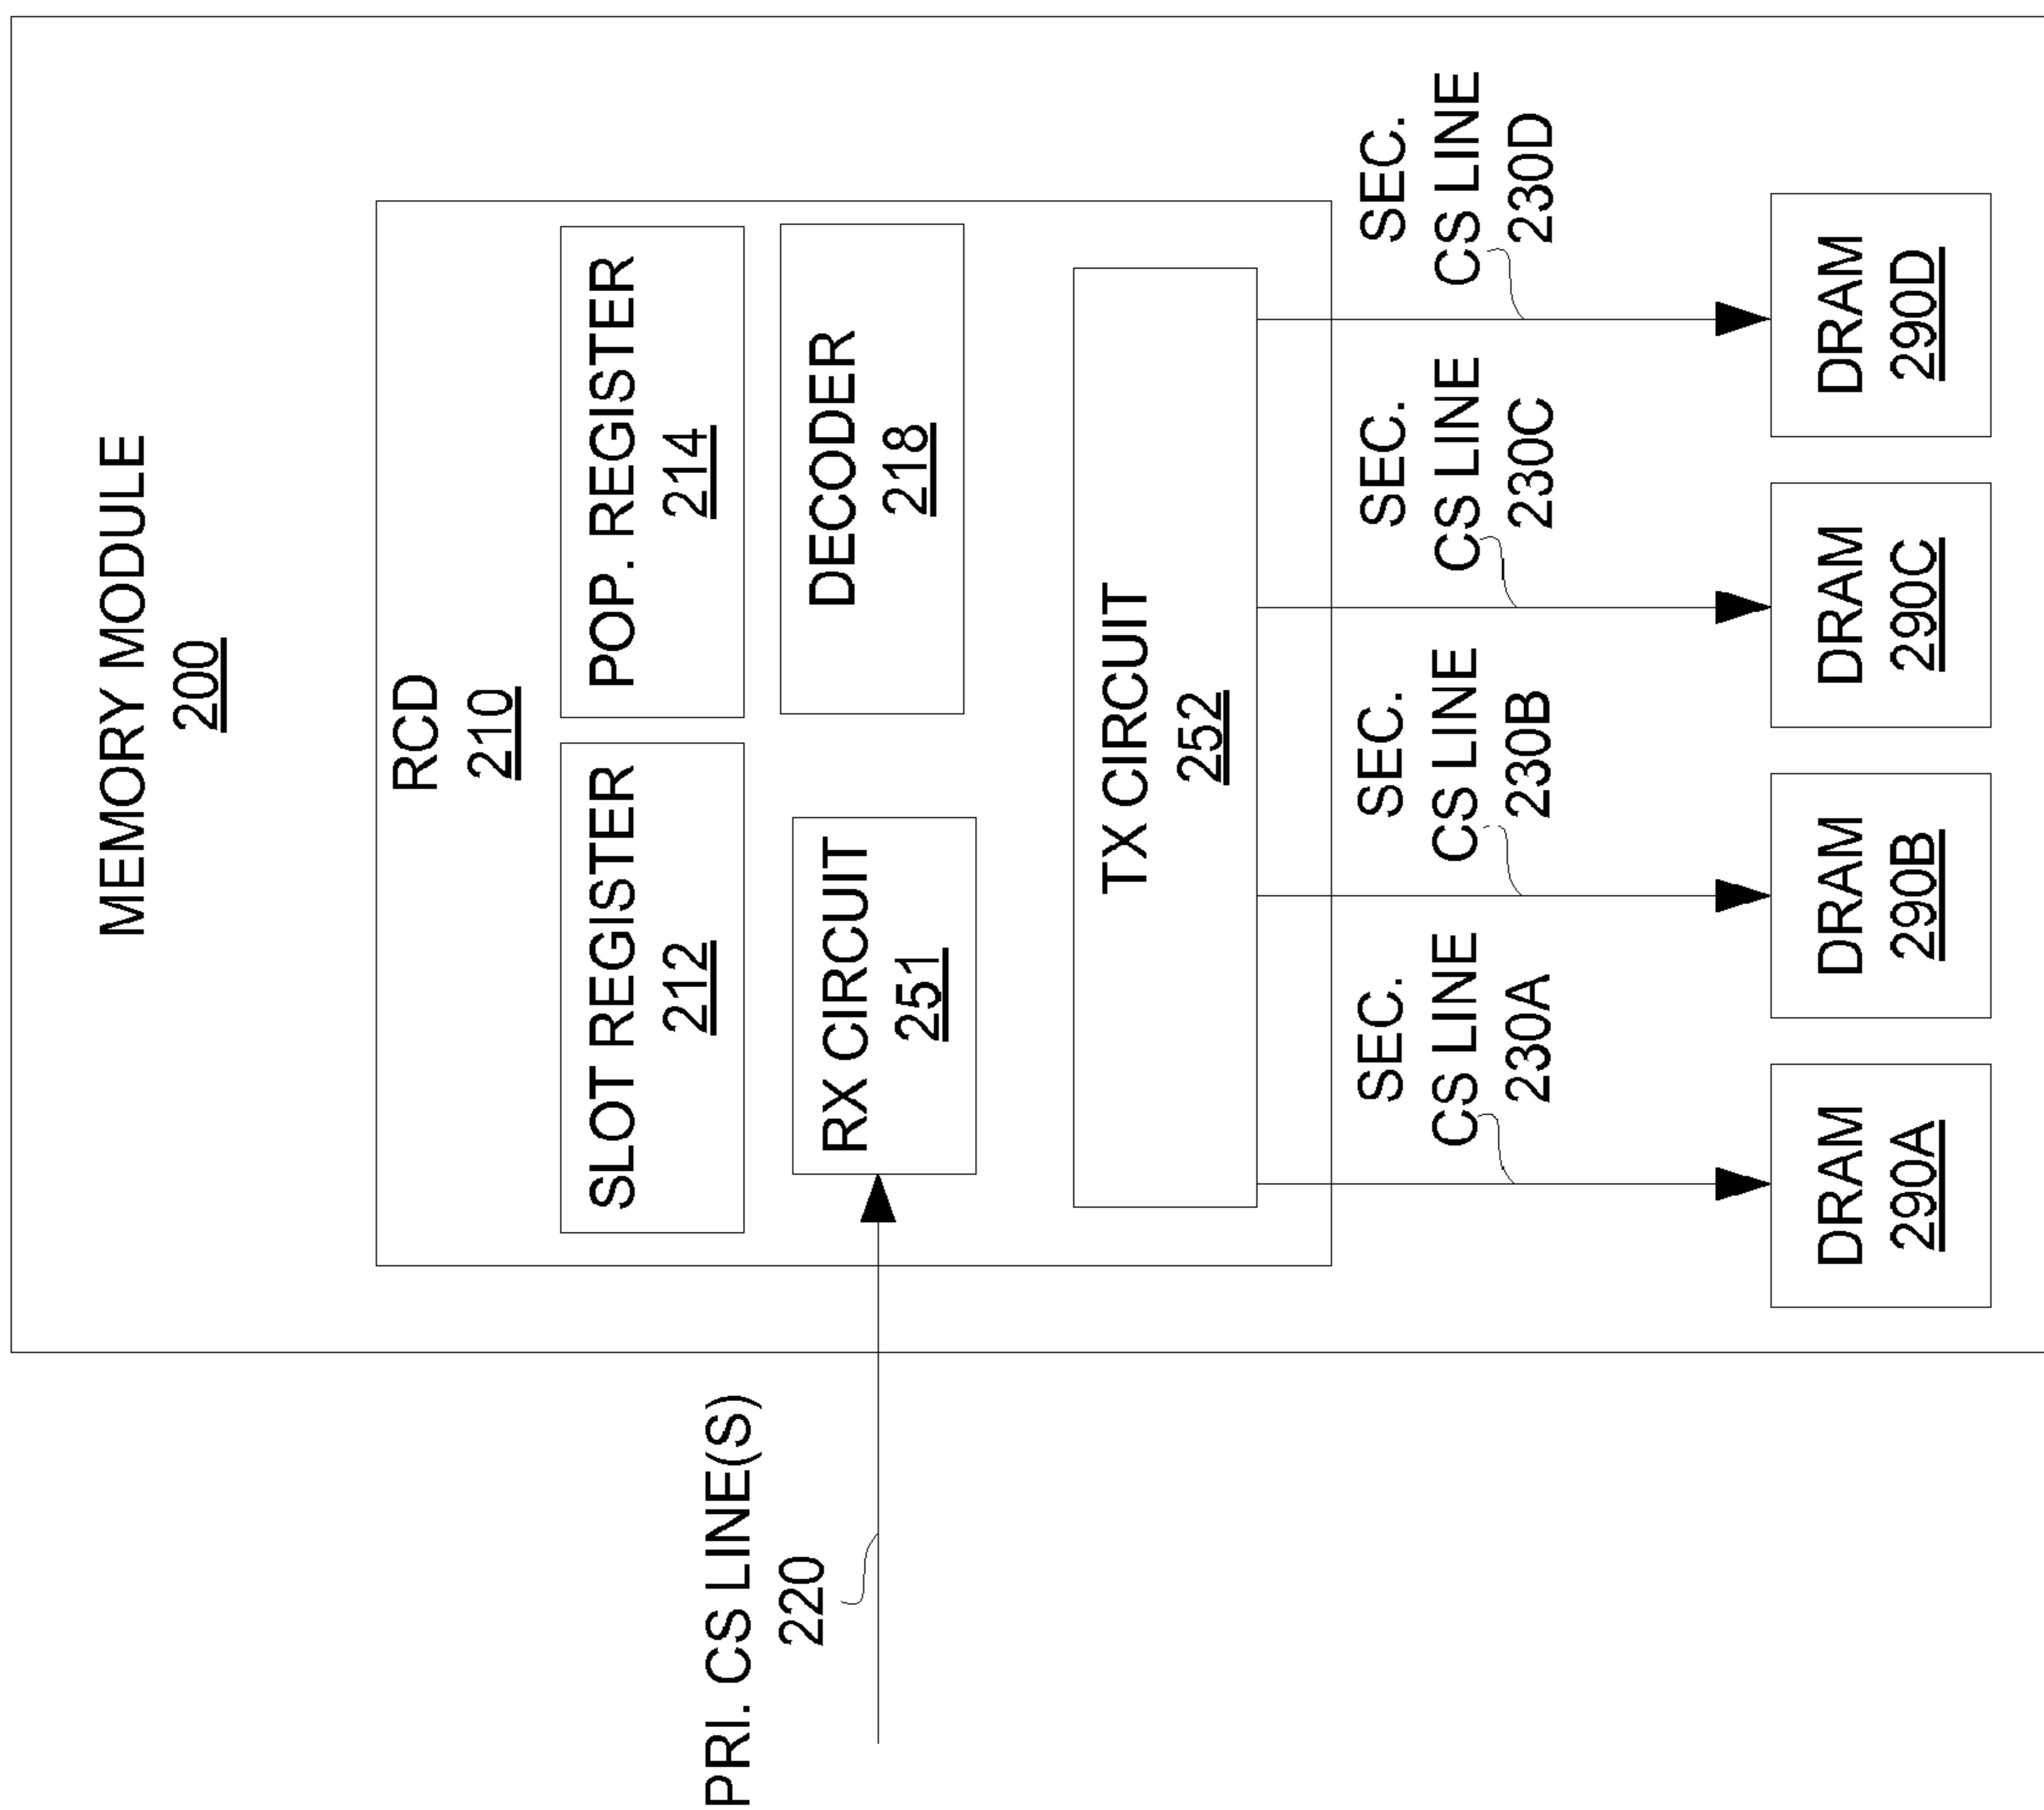 MEMORY MODULE
200
RCD
210
SLOT REGISTER
212
POP. REGISTER
214
PRI. CS LINE(S)
220
RX CIRCUIT
251
DECODER
218
TX CIRCUIT
252
SEC.
CS LINE
230A
SEC.
CS LINE
230B
SEC.
CS LINE
230C
SEC.
CS LINE
230D
DRAM
290A
DRAM
290B
DRAM
290C
DRAM
290D